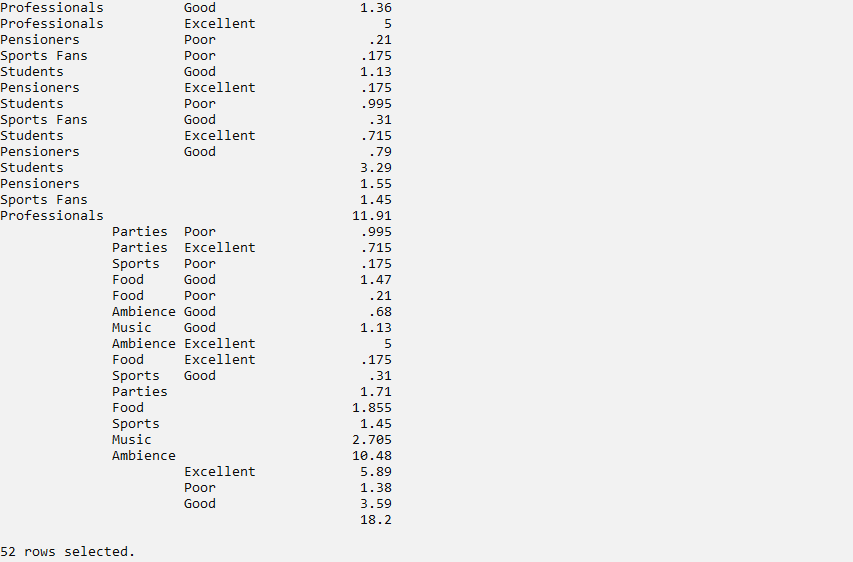 Professionals Good 1.36
Professionals Excellent 5
Pensioners Poor .21
Sports Fans Poor .175
Students Good 1.13
Pensioners Excellent .175
Students Poor .995
Sports Fans Good .31
Students Excellent .715
Pensioners Good .79
Students 3.29
Pensioners 1.55
Sports Fans 1.45
Professionals 11.91
Parties Poor .995
Parties Excellent .715
Sports Poor .175
Food Good 1.47
Food Poor .21
Ambience Good .68
Music Good 1.13
Ambience Excellent 5
Food Excellent .175
Sports Good .31
Parties 1.71
Food 1.855
Sports 1.45
Music 2.705
Ambience 10.48
Excellent 5.89
Poor 1.38
Good 3.59
18.2
52 rows selected.